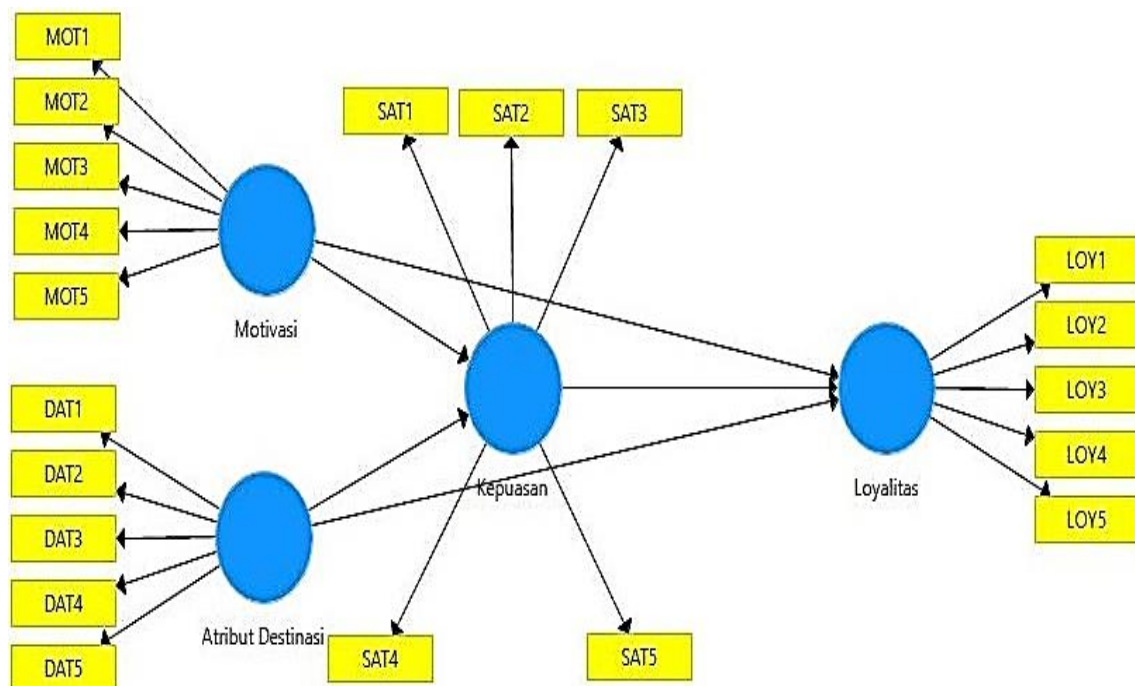 MOT1
MOT2
MOT3
MOT4
MOT5
Motivasi
SAT1
SAT2
SAT3
DAT1
DAT2
DAT3
DAT4
DAT5
Atribut Destinasi
Kepuasan
SAT4
SAT5
Loyalitas
LOY1
LOY2
LOY3
LOY4
LOY5